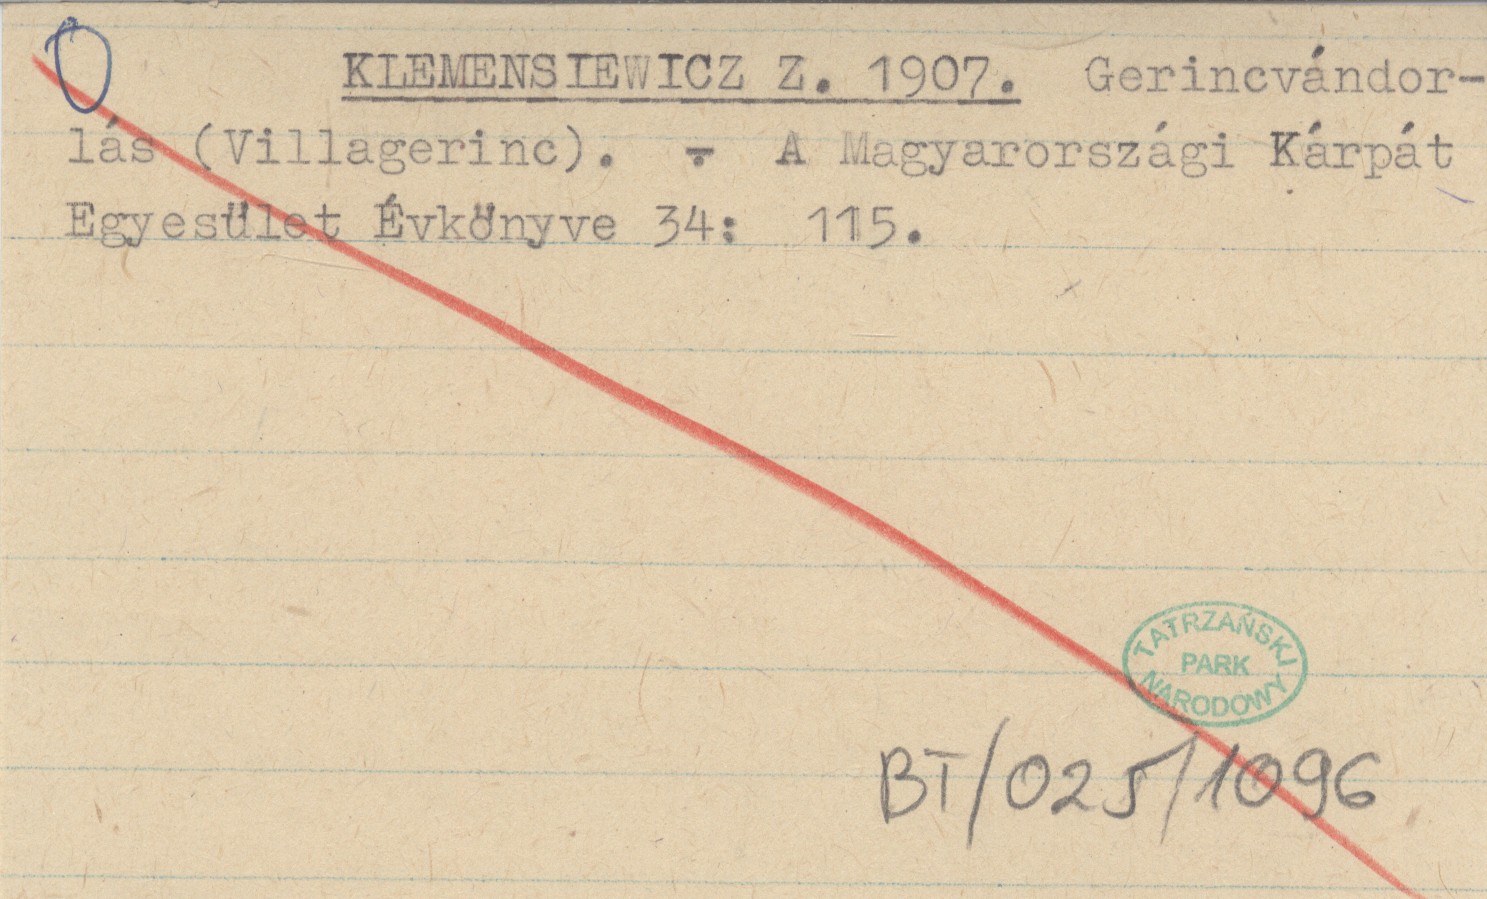 KLEMENSIEWICZ Z. 1907. Gerincvándor-
lás (Villagerinc). - A Magyarországi Kárpát
Egyesület Évkönyve 34: 115.
TATRZAŃSKI
PARK
NARODOWY
BT/025/1096